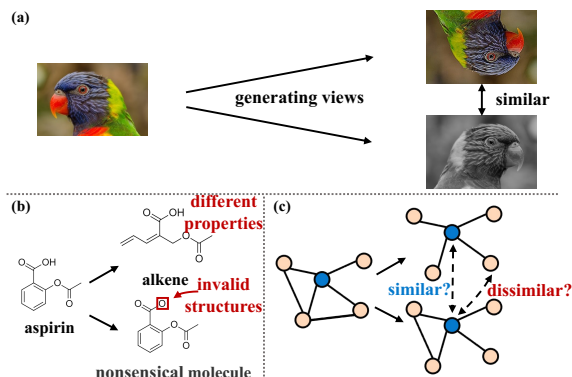 (a)
generating views
similar
(b)
different
properties
OH
O
O
O
alkene
OH
O
O
O
aspirin
invalid
structures
O
O
O
O
nonsensical molecule
(c)
similar?
dissimilar?